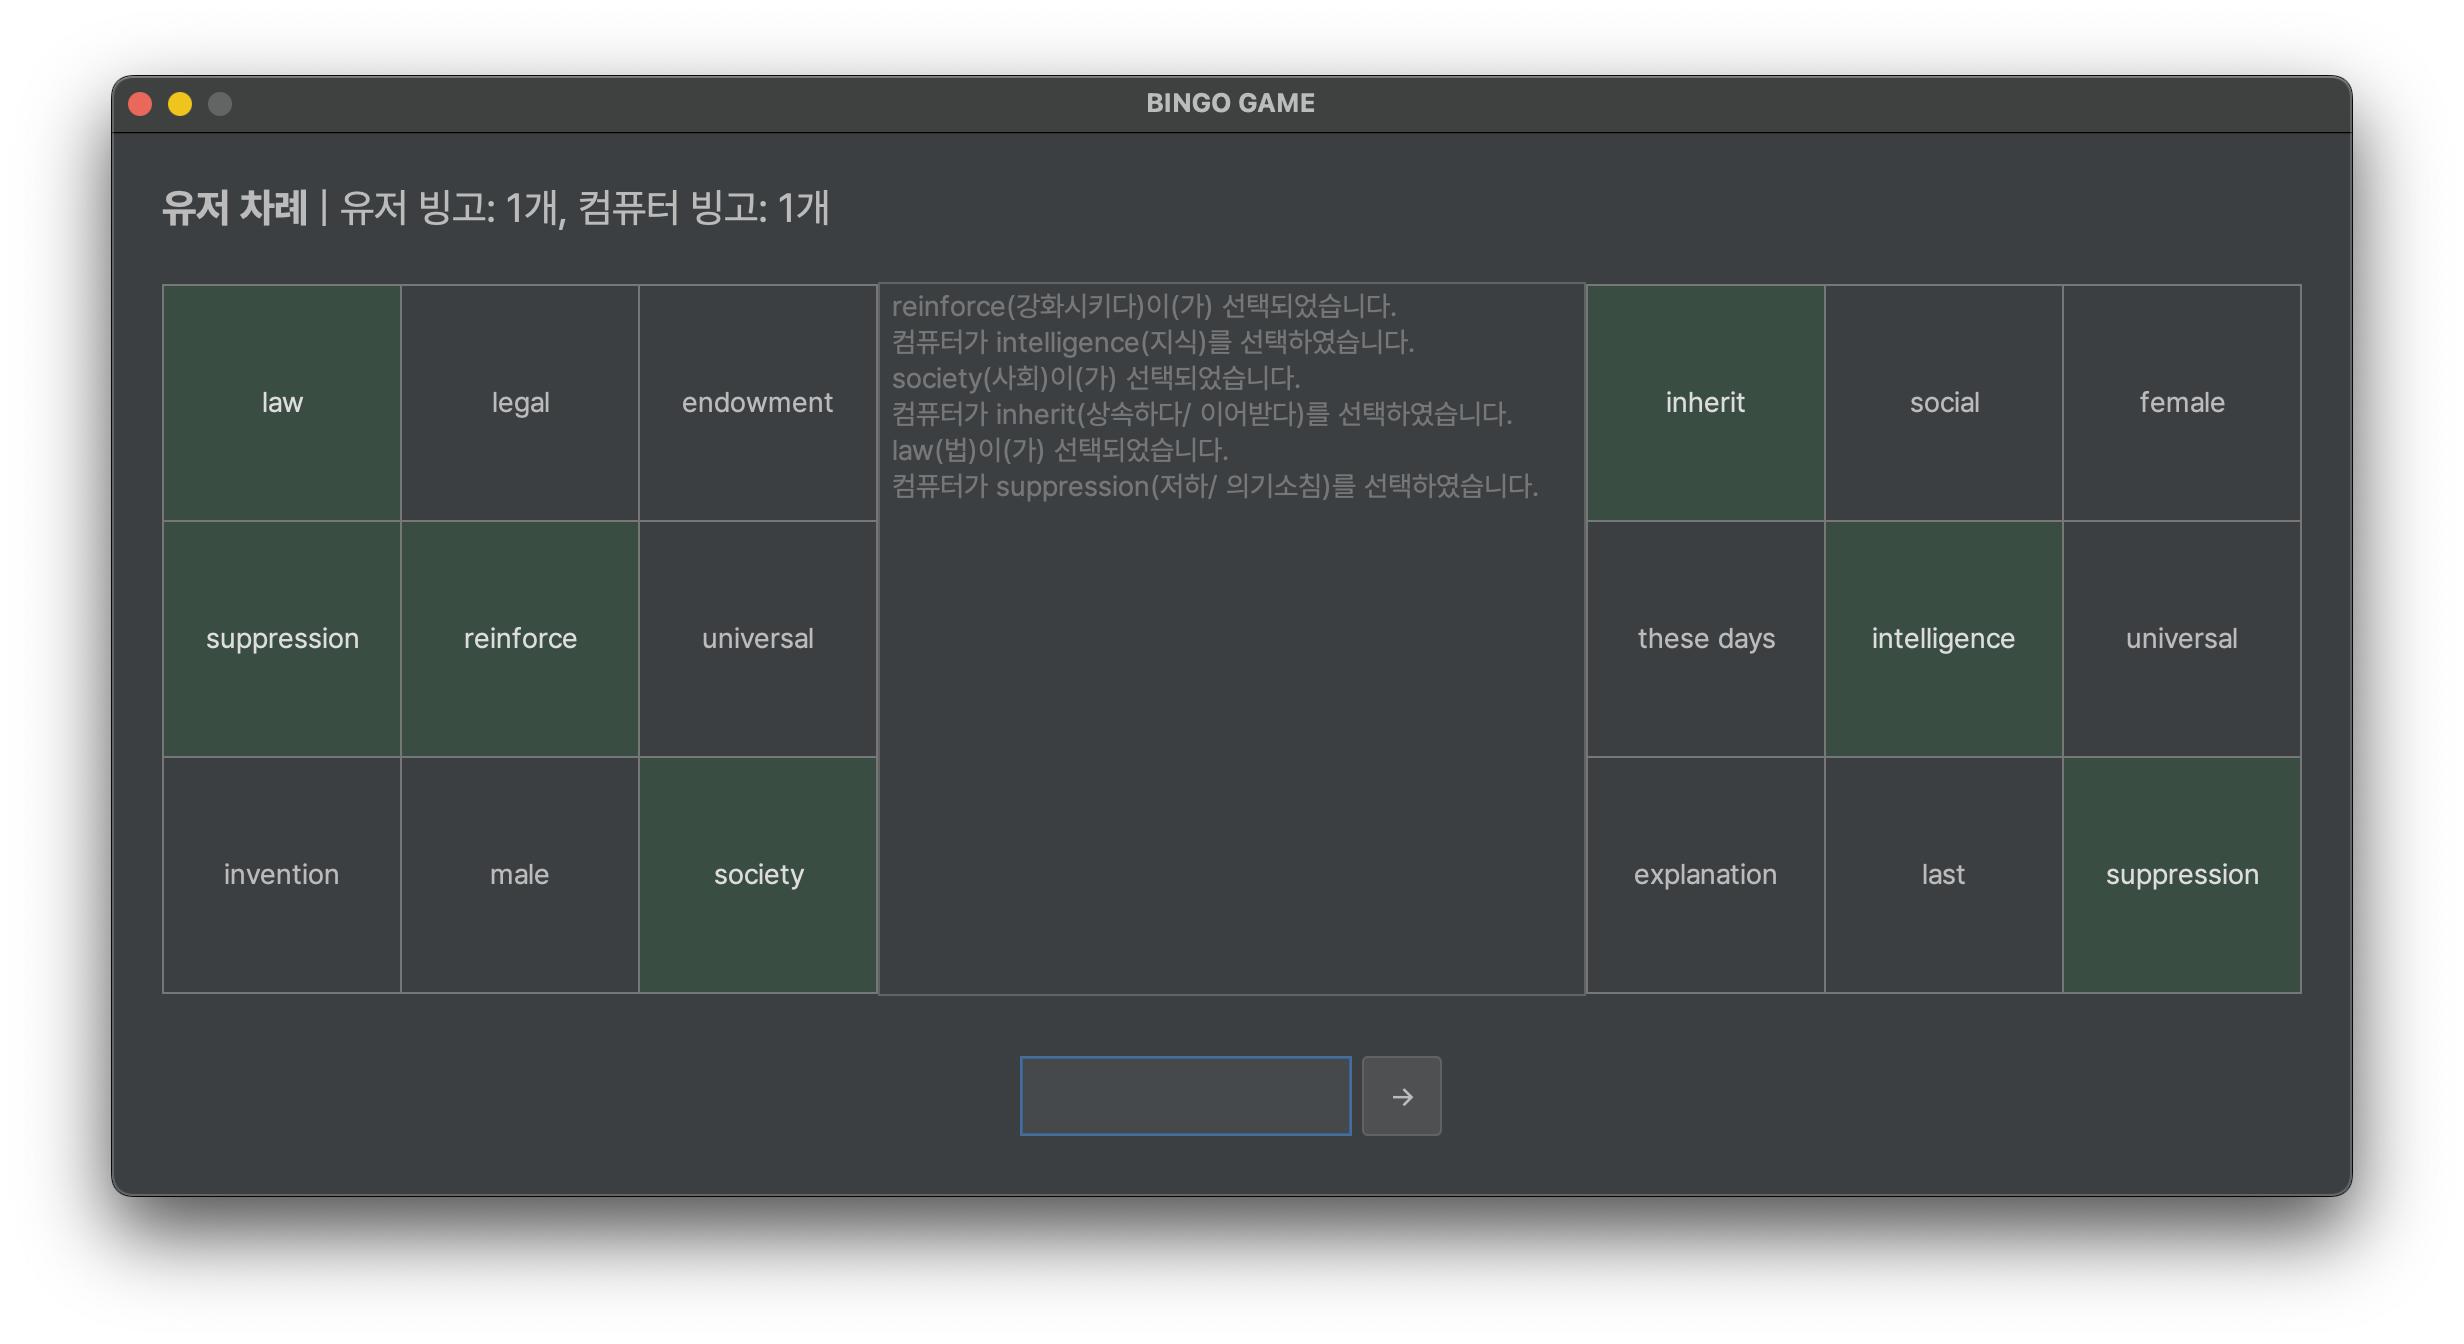 BINGO GAME
유저 차례 | 유저 빙고: 1개, 컴퓨터 빙고: 1개
law legal endowment
suppression reinforce universal
invention male society
reinforce(강화시키다)이(가) 선택되었습니다.
컴퓨터가 intelligence(지식)를 선택하였습니다.
society(사회)이(가) 선택되었습니다.
컴퓨터가 inherit(상속하다/ 이어받다)를 선택하였습니다.
law(법)이(가) 선택되었습니다.
컴퓨터가 suppression(저하/ 의기소침)를 선택하였습니다.
inherit social female
these days intelligence universal
explanation last suppression
→